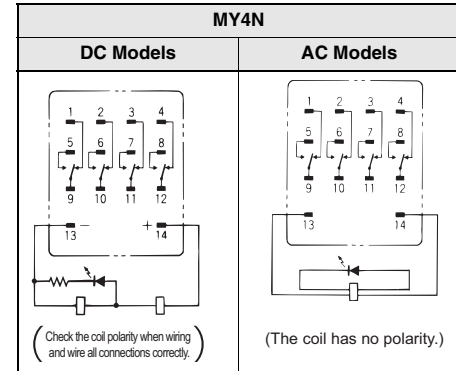 MY4N
DC Models
AC Models
1 2 3 4
5 6 7 8
9 10 11 12
13 − + 14
(Check the coil polarity when wiring
and wire all connections correctly.)
1 2 3 4
5 6 7 8
9 10 11 12
13 14
(The coil has no polarity.)